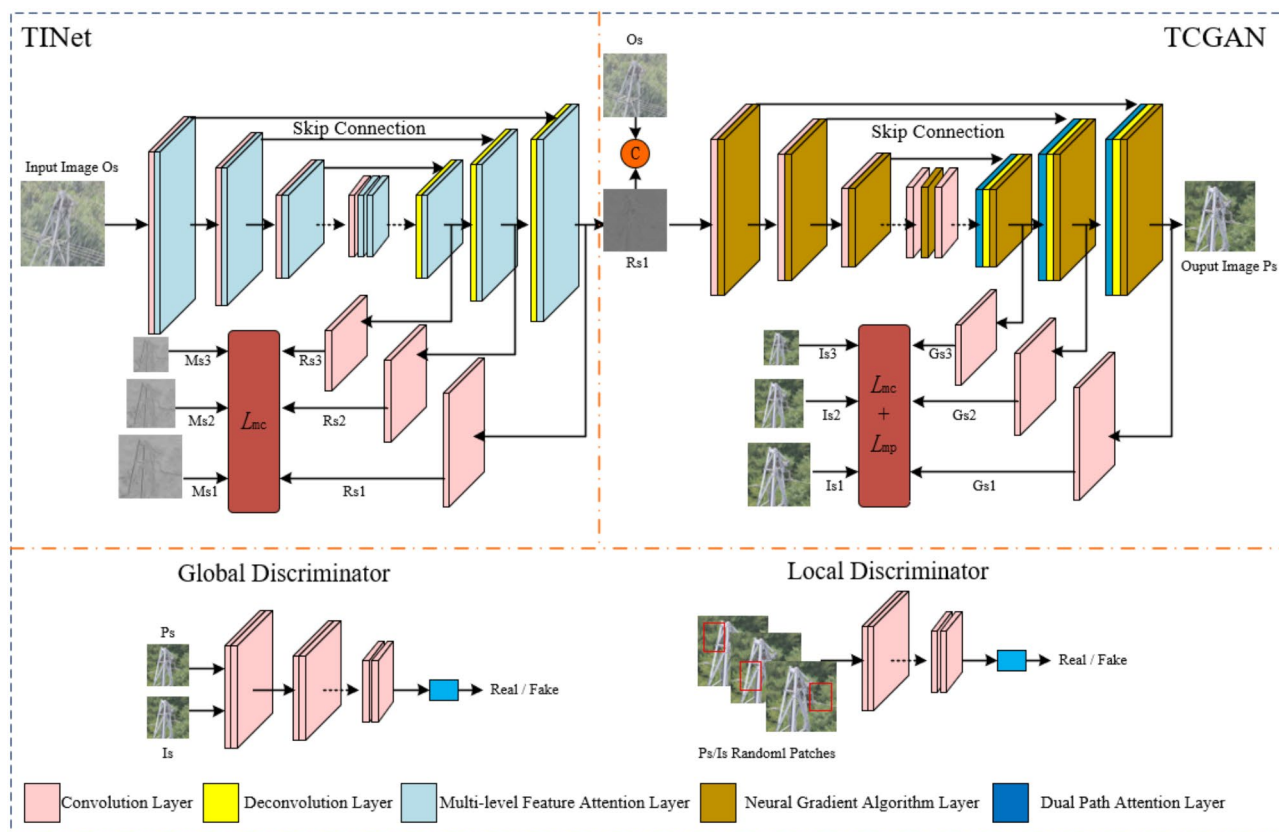 TINet
TCGAN
Os
Skip Connection
Skip Connection
C
Input Image Os
Rs1
Ouput Image Ps
Ms3
Rs3
Is3
Gs3
Ms2
Lmc
Rs2
Is2
Lmc
+
Lmp
Gs2
Ms1
Rs1
Is1
Gs1
Global Discriminator
Local Discriminator
Ps
Real / Fake
Real / Fake
Is
Ps/Is Randoml Patches
Convolution Layer
Deconvolution Layer
Multi-level Feature Attention Layer
Neural Gradient Algorithm Layer
Dual Path Attention Layer